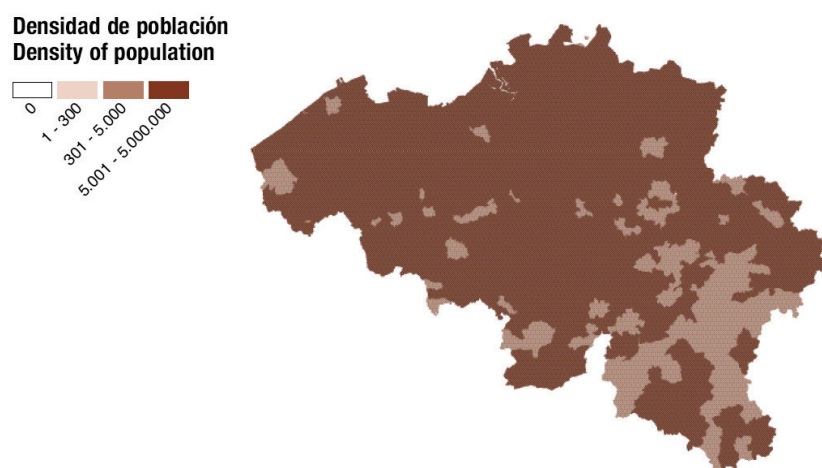 Densidad de población
Density of population
0
1 - 300
301 - 5.000
5.001 - 5.000.000